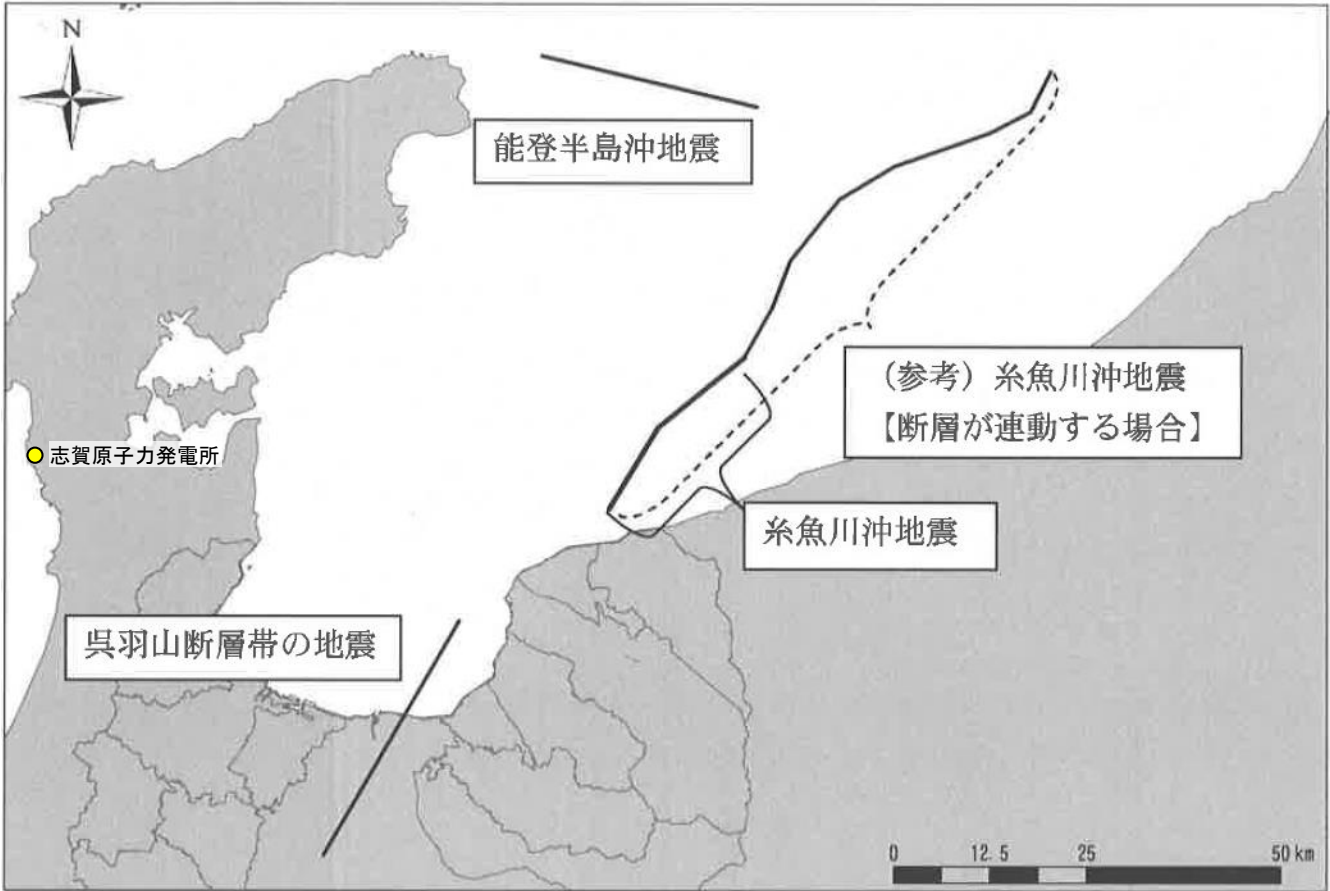 N
能登半島沖地震
(参考)糸魚川沖地震
【断層が連動する場合】
志賀原子力発電所
糸魚川沖地震
呉羽山断層帯の地震
0 12.5 25 50 km